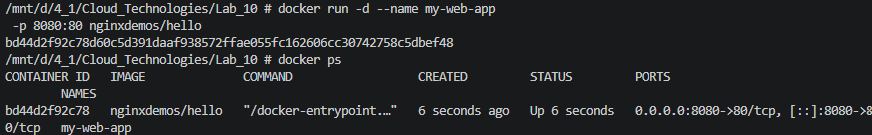 /mnt/d/4_1/Cloud_Technologies/Lab_10 # docker run -d --name my-web-app
 -p 8080:80 nginxdemos/hello
bd44d2f92c78d60c5d391daaf938572ffae055fc162606cc30742758c5dbef48
/mnt/d/4_1/Cloud_Technologies/Lab_10 # docker ps
CONTAINER ID   IMAGE              COMMAND                  CREATED         STATUS         PORTS
       NAMES
bd44d2f92c78   nginxdemos/hello   "/docker-entrypoint.…"   6 seconds ago   Up 6 seconds   0.0.0.0:8080->80/tcp, [::]:8080->8
0/tcp   my-web-app